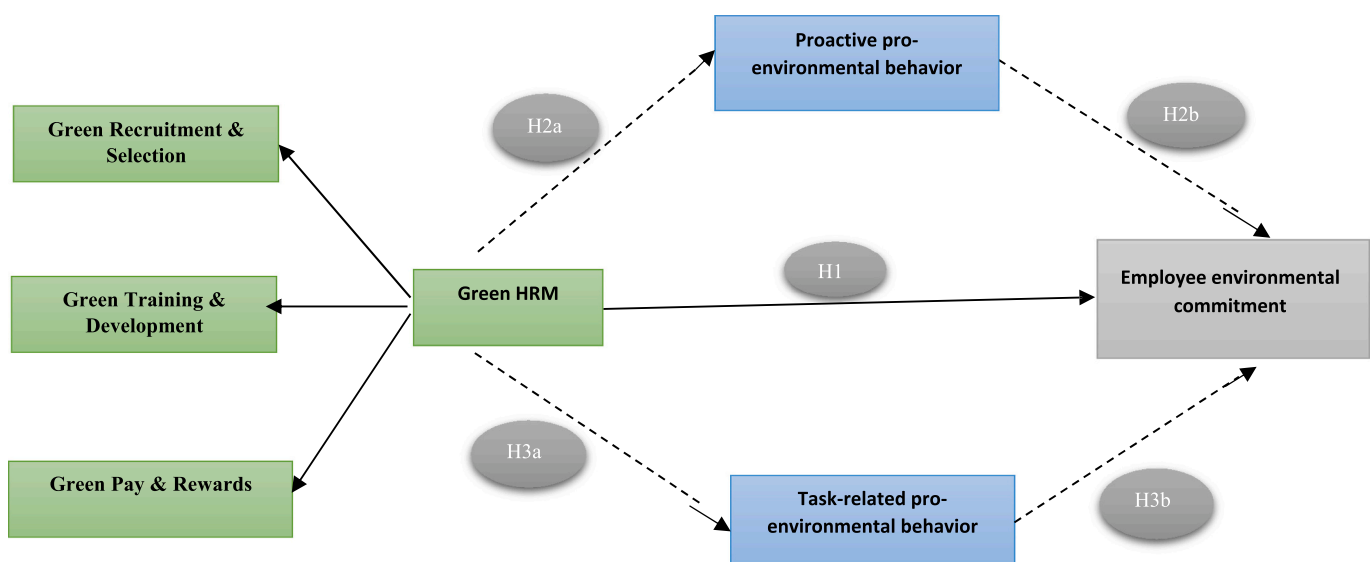 Proactive pro-
environmental behavior
H2a
H2b
Green Recruitment &
Selection
H1
Green Training &
Development
Green HRM
Employee environmental
commitment
H3a
Green Pay & Rewards
Task-related pro-
environmental behavior
H3b